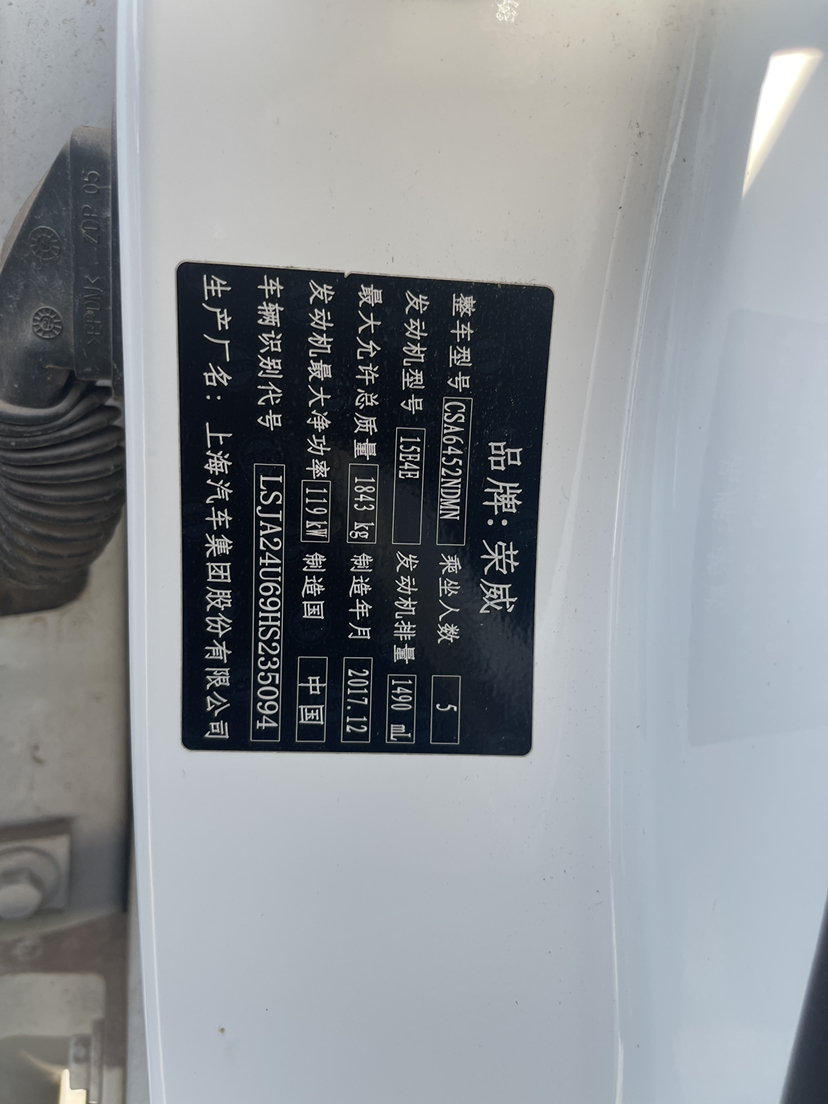 品牌：荣威
整车型号 CSA6452NDMN 乘坐人数 5
发动机型号 15E4E 发动机排量 1490 mL
最大允许总质量 1843 kg 制造年月 2017.12
发动机最大净功率 119 kW 制造国 中国
车辆识别代号 LSJA24U69HS235094
生产厂名：上海汽车集团股份有限公司